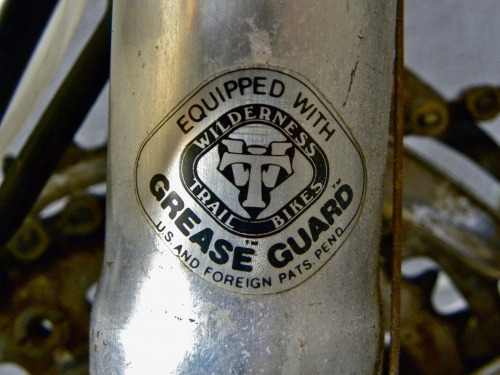 EQUIPPED WITH
WILDERNESS
TRAIL BIKES
GREASE GUARD™
U.S. AND FOREIGN PATS. PEND.